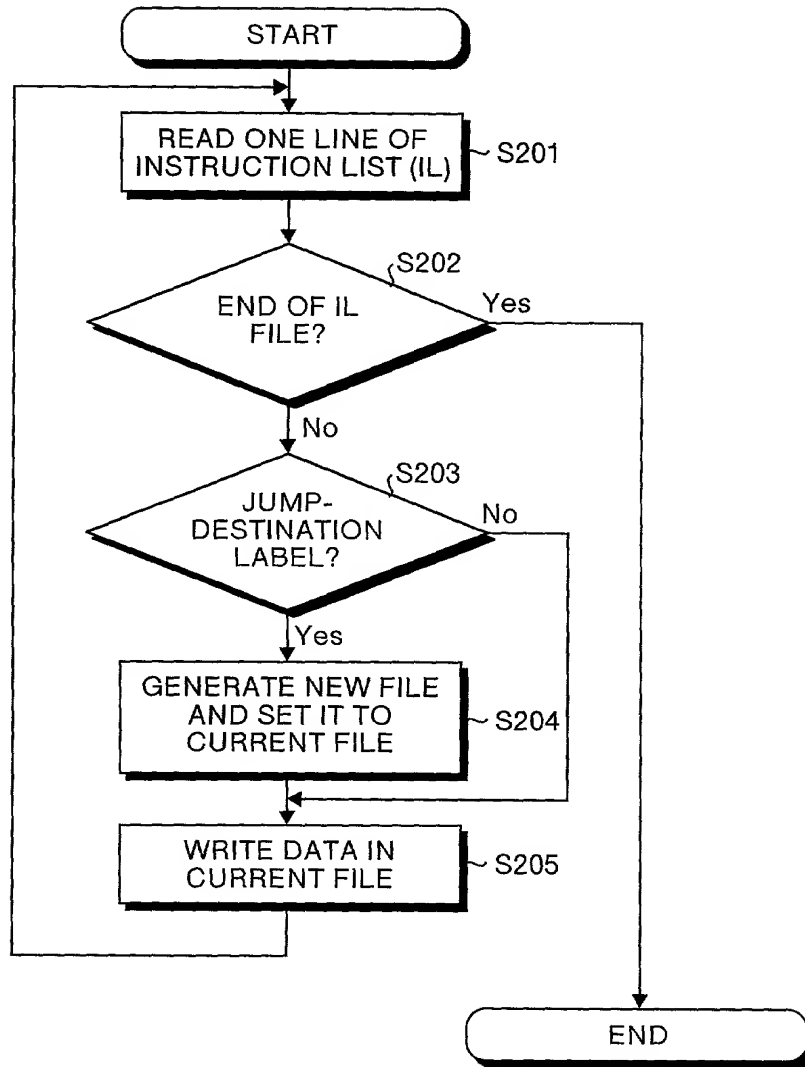 START
READ ONE LINE OF
INSTRUCTION LIST (IL)
S201
S202
END OF IL
FILE?
Yes
No
S203
JUMP-
DESTINATION
LABEL?
No
Yes
GENERATE NEW FILE
AND SET IT TO
CURRENT FILE
S204
WRITE DATA IN
CURRENT FILE
S205
END